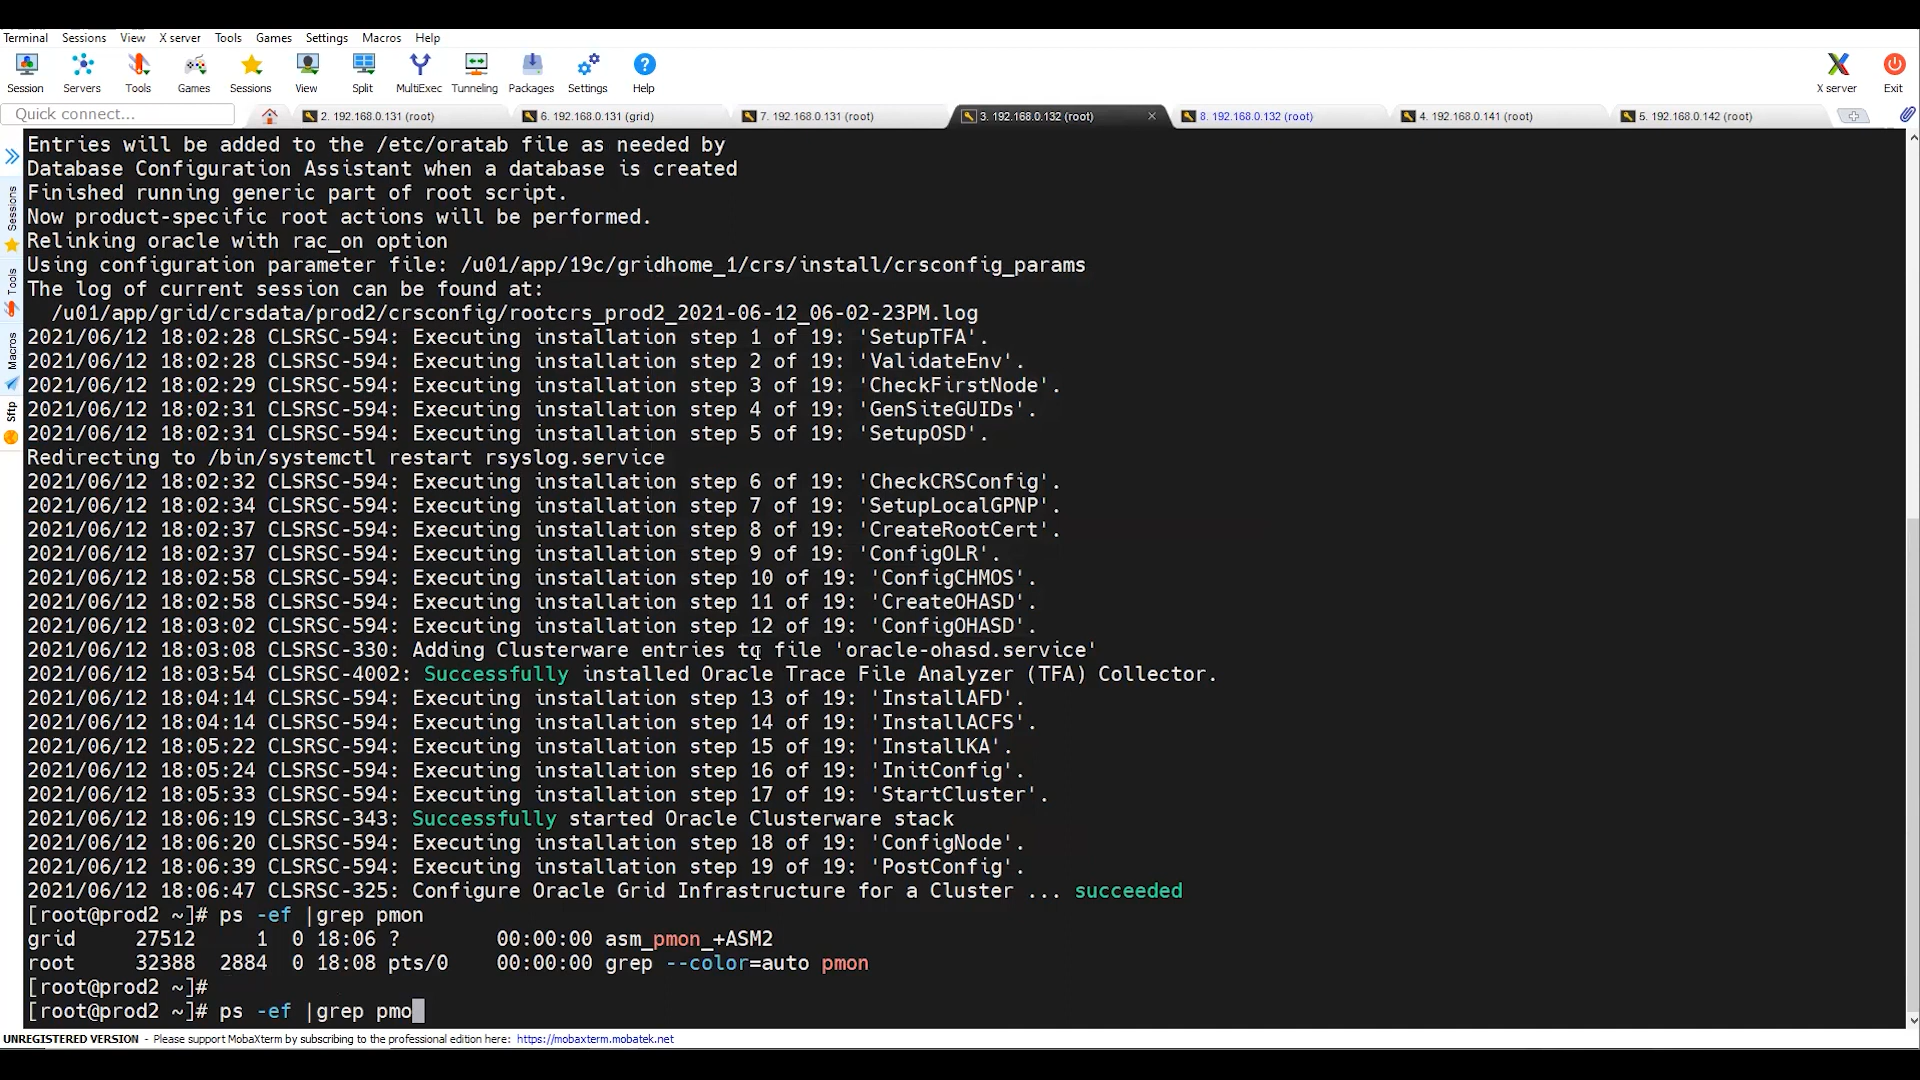 Terminal Sessions View X server Tools Games Settings Macros Help
Session Servers Tools Games Sessions View Split MultiExec Tunneling Packages Settings Help X server Exit
Quick connect... 2. 192.168.0.131 (root) 6. 192.168.0.131 (grid) 7. 192.168.0.131 (root) 3. 192.168.0.132 (root) 8. 192.168.0.132 (root) 4. 192.168.0.141 (root) 5. 192.168.0.142 (root)
Sessions
Tools
Macros
Sftp
Entries will be added to the /etc/oratab file as needed by
Database Configuration Assistant when a database is created
Finished running generic part of root script.
Now product-specific root actions will be performed.
Relinking oracle with rac_on option
Using configuration parameter file: /u01/app/19c/gridhome_1/crs/install/crsconfig_params
The log of current session can be found at:
  /u01/app/grid/crsdata/prod2/crsconfig/rootcrs_prod2_2021-06-12_06-02-23PM.log
2021/06/12 18:02:28 CLSRSC-594: Executing installation step 1 of 19: 'SetupTFA'.
2021/06/12 18:02:28 CLSRSC-594: Executing installation step 2 of 19: 'ValidateEnv'.
2021/06/12 18:02:29 CLSRSC-594: Executing installation step 3 of 19: 'CheckFirstNode'.
2021/06/12 18:02:31 CLSRSC-594: Executing installation step 4 of 19: 'GenSiteGUIDs'.
2021/06/12 18:02:31 CLSRSC-594: Executing installation step 5 of 19: 'SetupOSD'.
Redirecting to /bin/systemctl restart rsyslog.service
2021/06/12 18:02:32 CLSRSC-594: Executing installation step 6 of 19: 'CheckCRSConfig'.
2021/06/12 18:02:34 CLSRSC-594: Executing installation step 7 of 19: 'SetupLocalGPNP'.
2021/06/12 18:02:37 CLSRSC-594: Executing installation step 8 of 19: 'CreateRootCert'.
2021/06/12 18:02:37 CLSRSC-594: Executing installation step 9 of 19: 'ConfigOLR'.
2021/06/12 18:02:58 CLSRSC-594: Executing installation step 10 of 19: 'ConfigCHMOS'.
2021/06/12 18:02:58 CLSRSC-594: Executing installation step 11 of 19: 'CreateOHASD'.
2021/06/12 18:03:02 CLSRSC-594: Executing installation step 12 of 19: 'ConfigOHASD'.
2021/06/12 18:03:08 CLSRSC-330: Adding Clusterware entries to file 'oracle-ohasd.service'
2021/06/12 18:03:54 CLSRSC-4002: Successfully installed Oracle Trace File Analyzer (TFA) Collector.
2021/06/12 18:04:14 CLSRSC-594: Executing installation step 13 of 19: 'InstallAFD'.
2021/06/12 18:04:14 CLSRSC-594: Executing installation step 14 of 19: 'InstallACFS'.
2021/06/12 18:05:22 CLSRSC-594: Executing installation step 15 of 19: 'InstallKA'.
2021/06/12 18:05:24 CLSRSC-594: Executing installation step 16 of 19: 'InitConfig'.
2021/06/12 18:05:33 CLSRSC-594: Executing installation step 17 of 19: 'StartCluster'.
2021/06/12 18:06:19 CLSRSC-343: Successfully started Oracle Clusterware stack
2021/06/12 18:06:20 CLSRSC-594: Executing installation step 18 of 19: 'ConfigNode'.
2021/06/12 18:06:39 CLSRSC-594: Executing installation step 19 of 19: 'PostConfig'.
2021/06/12 18:06:47 CLSRSC-325: Configure Oracle Grid Infrastructure for a Cluster ... succeeded
[root@prod2 ~]# ps -ef |grep pmon
grid     27512     1  0 18:06 ?        00:00:00 asm_pmon_+ASM2
root     32388  2884  0 18:08 pts/0    00:00:00 grep --color=auto pmon
[root@prod2 ~]#
[root@prod2 ~]# ps -ef |grep pmo
UNREGISTERED VERSION - Please support MobaXterm by subscribing to the professional edition here: https://mobaxterm.mobatek.net